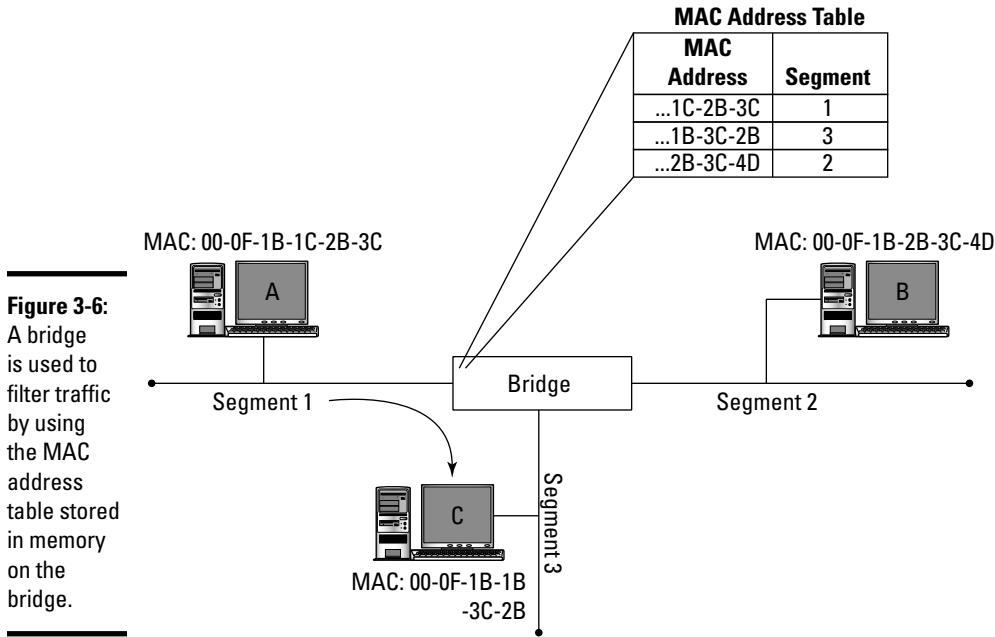 MAC Address Table
MAC
Address Segment
...1C-2B-3C 1
...1B-3C-2B 3
...2B-3C-4D 2
MAC: 00-0F-1B-1C-2B-3C
MAC: 00-0F-1B-2B-3C-4D
A
B
Figure 3-6:
A bridge
is used to
filter traffic
by using
the MAC
address
table stored
in memory
on the
bridge.
Bridge
Segment 1
Segment 2
C
Segment 3
MAC: 00-0F-1B-1B
-3C-2B